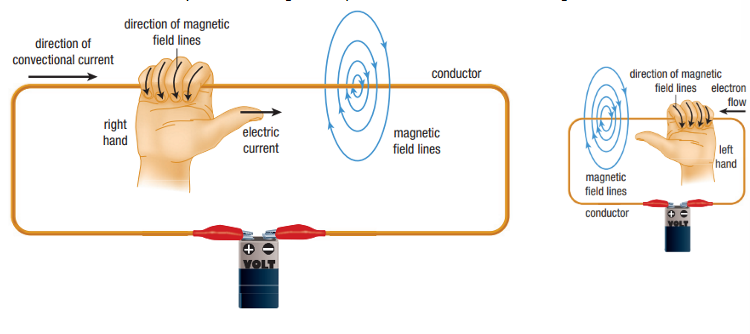 direction of magnetic
field lines
direction of
convectional current
conductor
right
hand
electric
current
magnetic
field lines
+ −
VOLT
direction of magnetic
field lines
electron
flow
left
hand
magnetic
field lines
conductor
+ −
VOLT